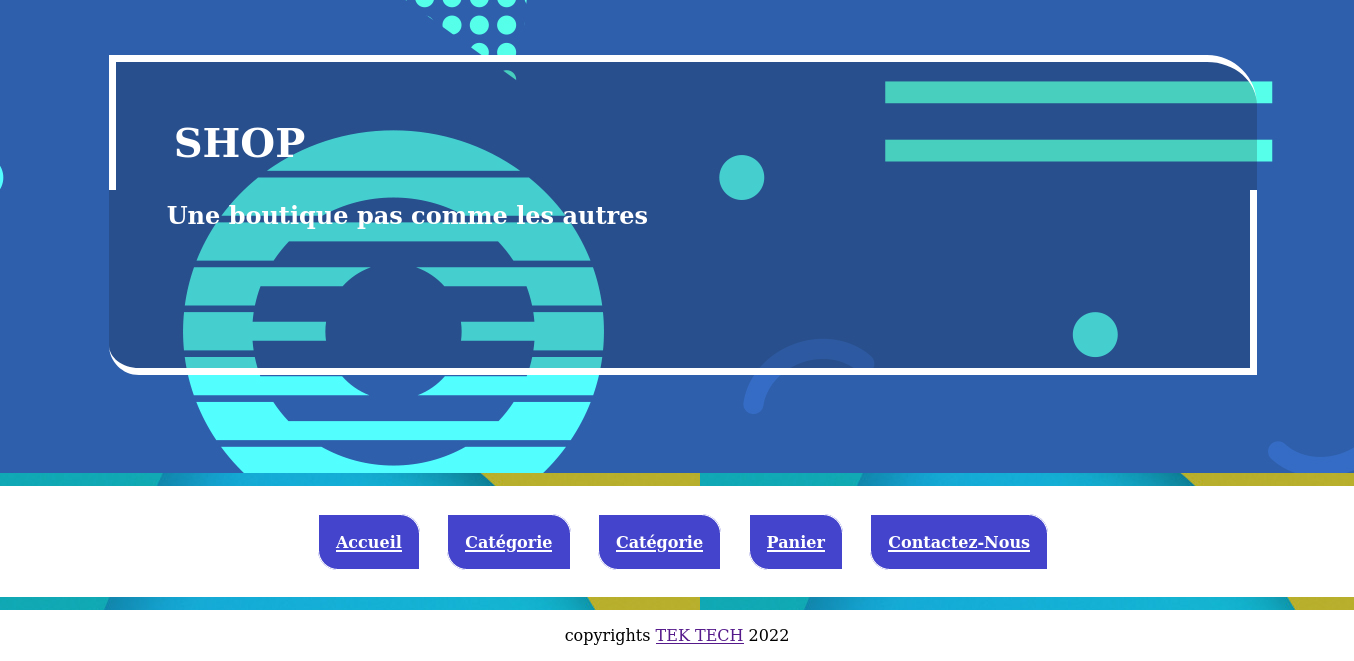 SHOP
Une boutique pas comme les autres
Accueil Catégorie Catégorie Panier Contactez-Nous
copyrights TEK TECH 2022